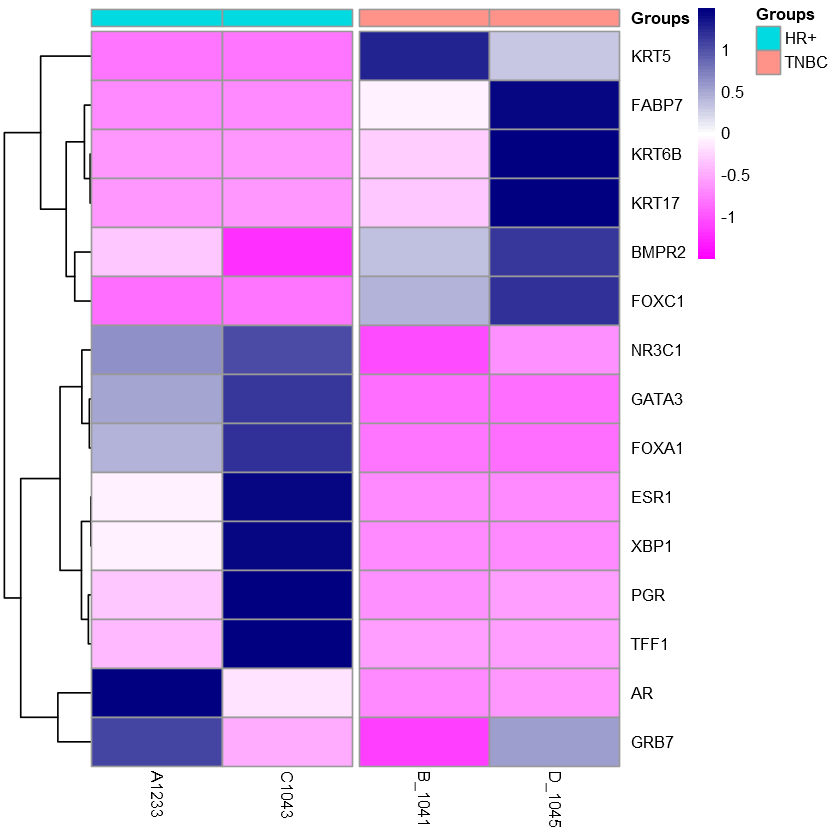 Groups
1
0.5
0
-0.5
-1
Groups
HR+
TNBC
KRT5
FABP7
KRT6B
KRT17
BMPR2
FOXC1
NR3C1
GATA3
FOXA1
ESR1
XBP1
PGR
TFF1
AR
GRB7
A1233
C1043
B_1041
D_1045